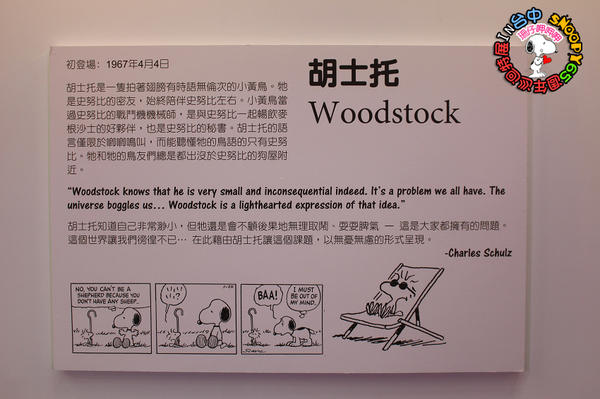 初登場：1967年4月4日
胡士托
Woodstock
胡士托是一隻拍著翅膀有時語無倫次的小黃鳥。牠
是史努比的密友，始終陪伴史努比左右。小黃鳥當
過史努比的戰鬥機機械師，是與史努比一起暢飲麥
根沙士的好夥伴，也是史努比的秘書。胡士托的語
言僅限於唧唧鳴叫，而能聽懂牠的鳥語的只有史努
比。牠和牠的鳥友們總是都出沒於史努比的狗屋附
近。
“Woodstock knows that he is very small and inconsequential indeed. It’s a problem we all have. The
universe boggles us... Woodstock is a lighthearted expression of that idea.”
胡士托知道自己非常渺小，但牠還是會不顧後果地無理取鬧、耍耍脾氣 — 這是大家都擁有的問題。
這個世界讓我們徬徨不已… 在此藉由胡士托讓這個課題，以無憂無慮的形式呈現。
-Charles Schulz
NO, YOU CAN'T BE A
SHEPHERD BECAUSE YOU
DON'T HAVE ANY SHEEP..
BAA!
I MUST
BE OUT OF
MY MIND..
IN台中
SNOOPY65